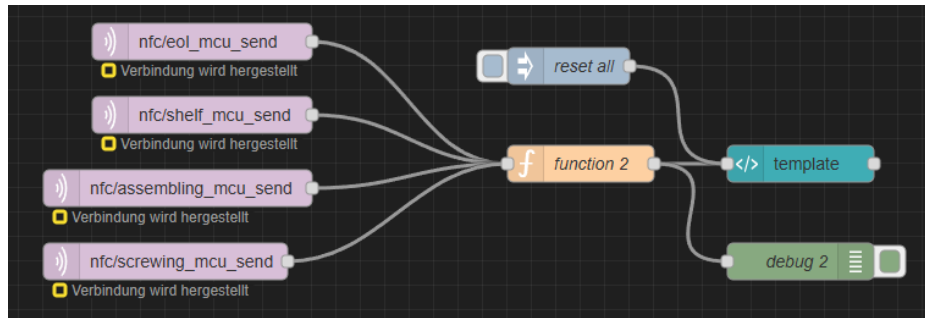 nfc/eol_mcu_send
Verbindung wird hergestellt
reset all
nfc/shelf_mcu_send
Verbindung wird hergestellt
function 2
template
nfc/assembling_mcu_send
Verbindung wird hergestellt
nfc/screwing_mcu_send
Verbindung wird hergestellt
debug 2